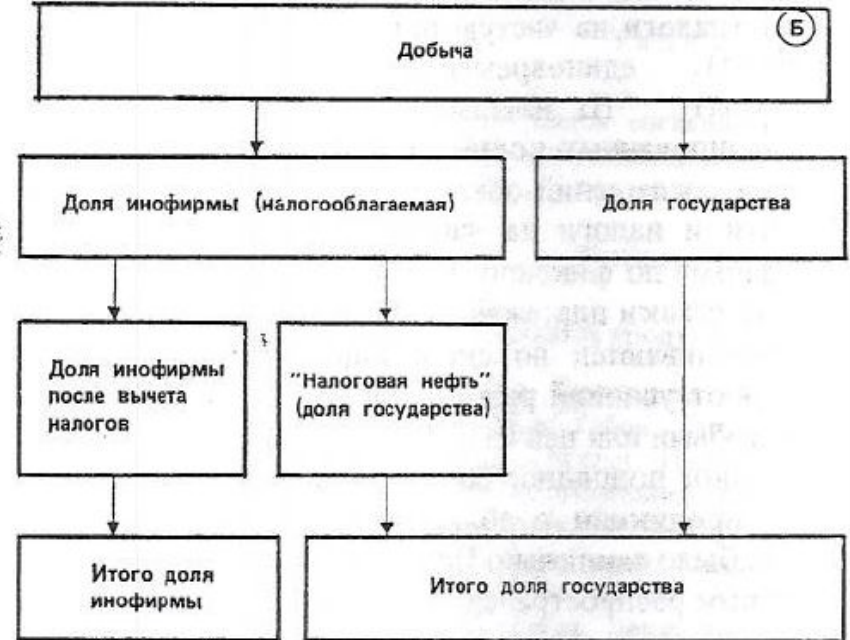 Б
Добыча
Доля инофирмы (налогооблагаемая)
Доля государства
Доля инофирмы
после вычета
налогов
"Налоговая нефть"
(доля государства)
Итого доля
инофирмы
Итого доля государства